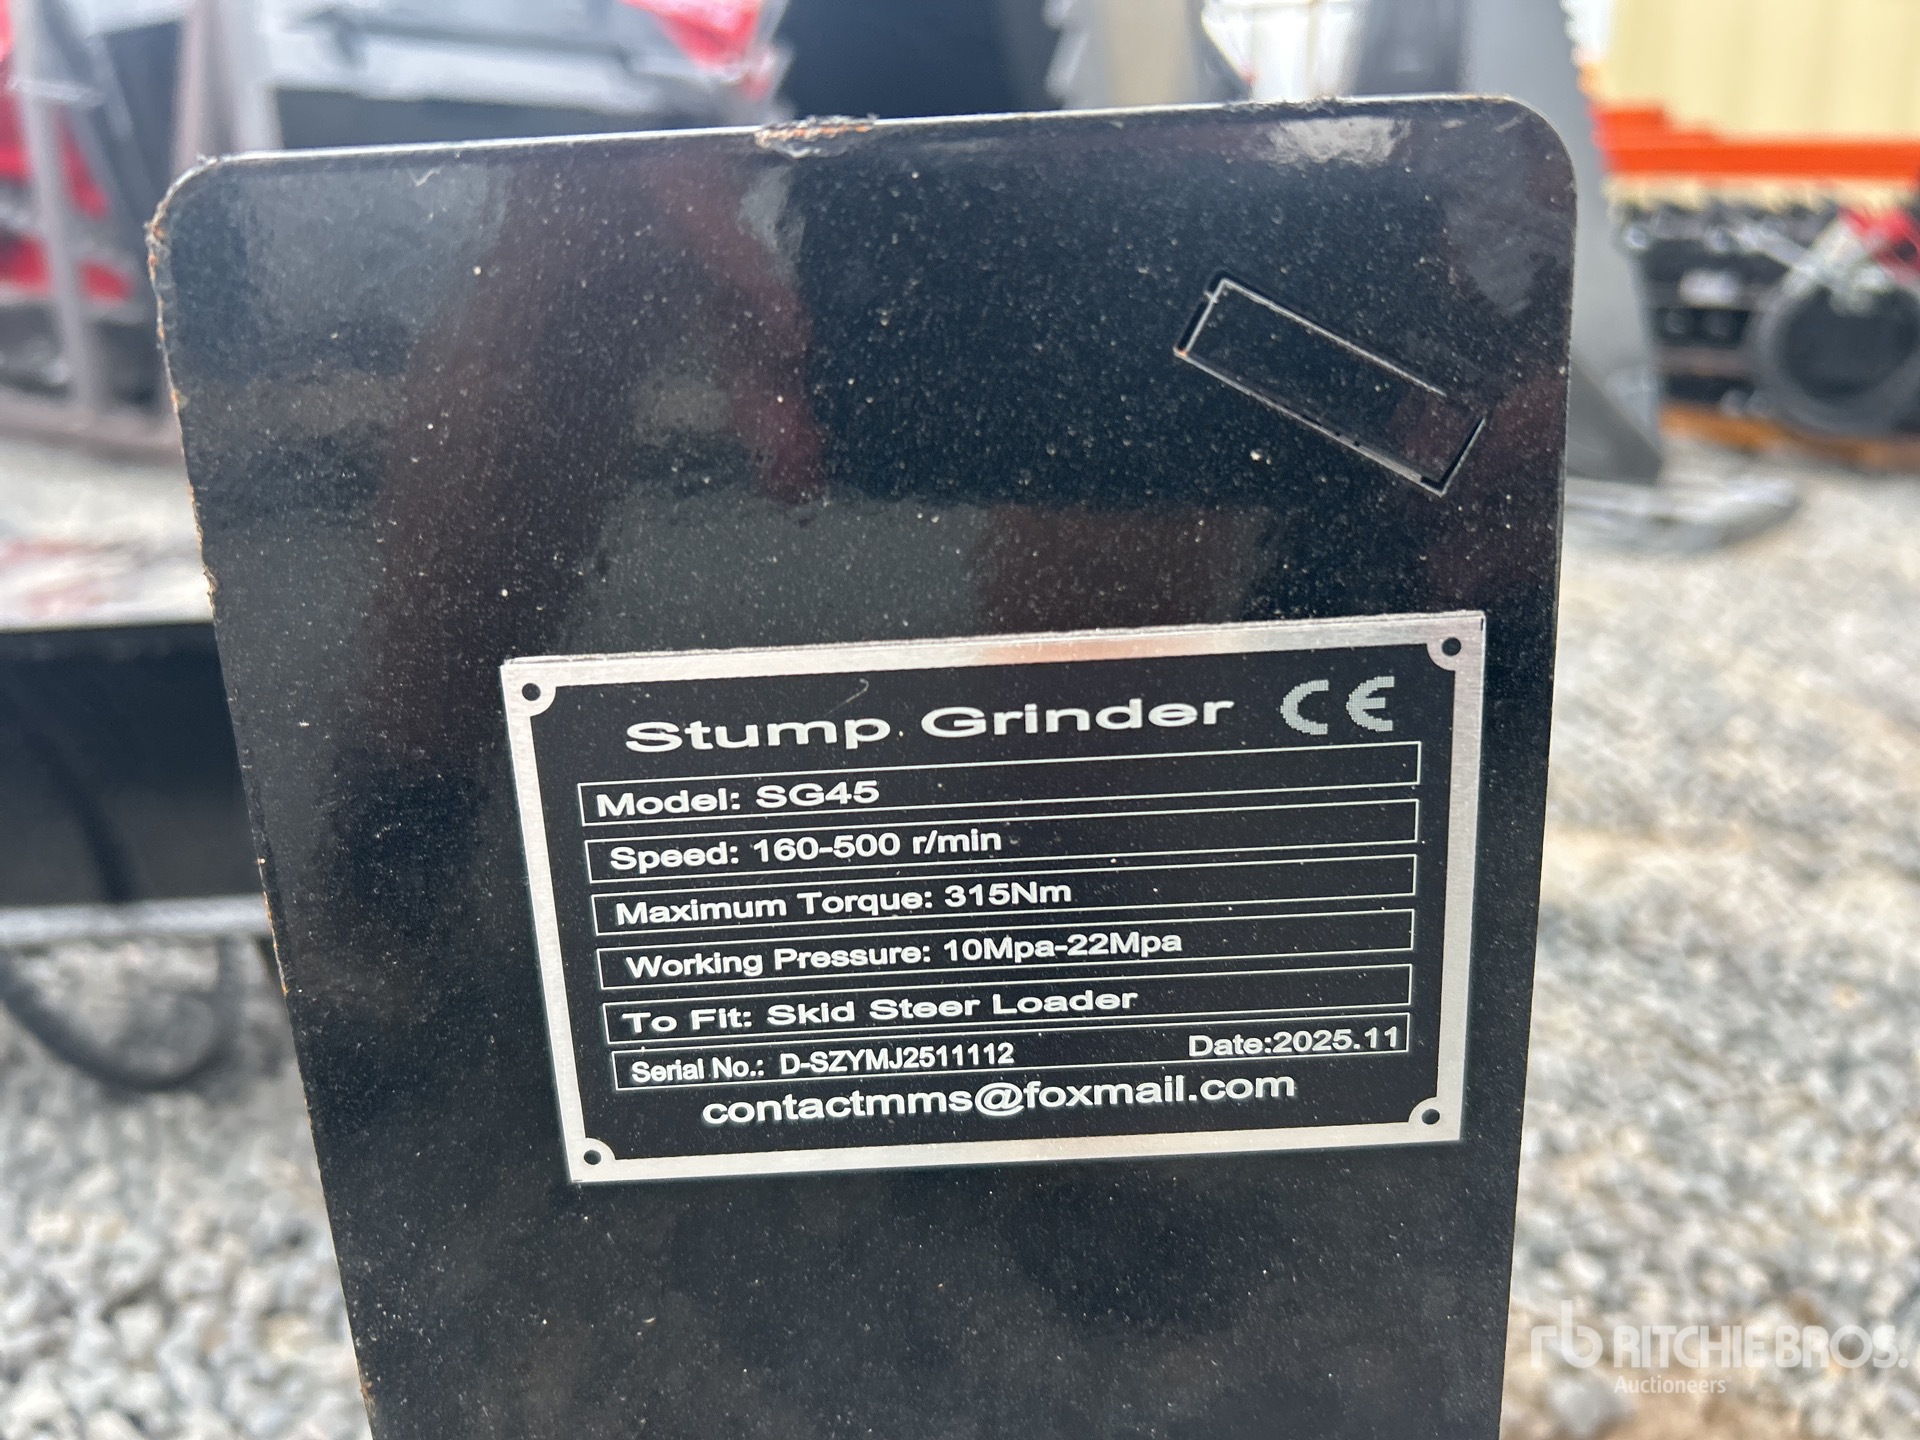 Stump Grinder CE
Model: SG45
Speed: 160-500 r/min
Maximum Torque: 315Nm
Working Pressure: 10Mpa-22Mpa
To Fit: Skid Steer Loader
Serial No.: D-SZYMJ2511112 Date:2025.11
contactmms@foxmail.com
rb RITCHIE BROS.
Auctioneers